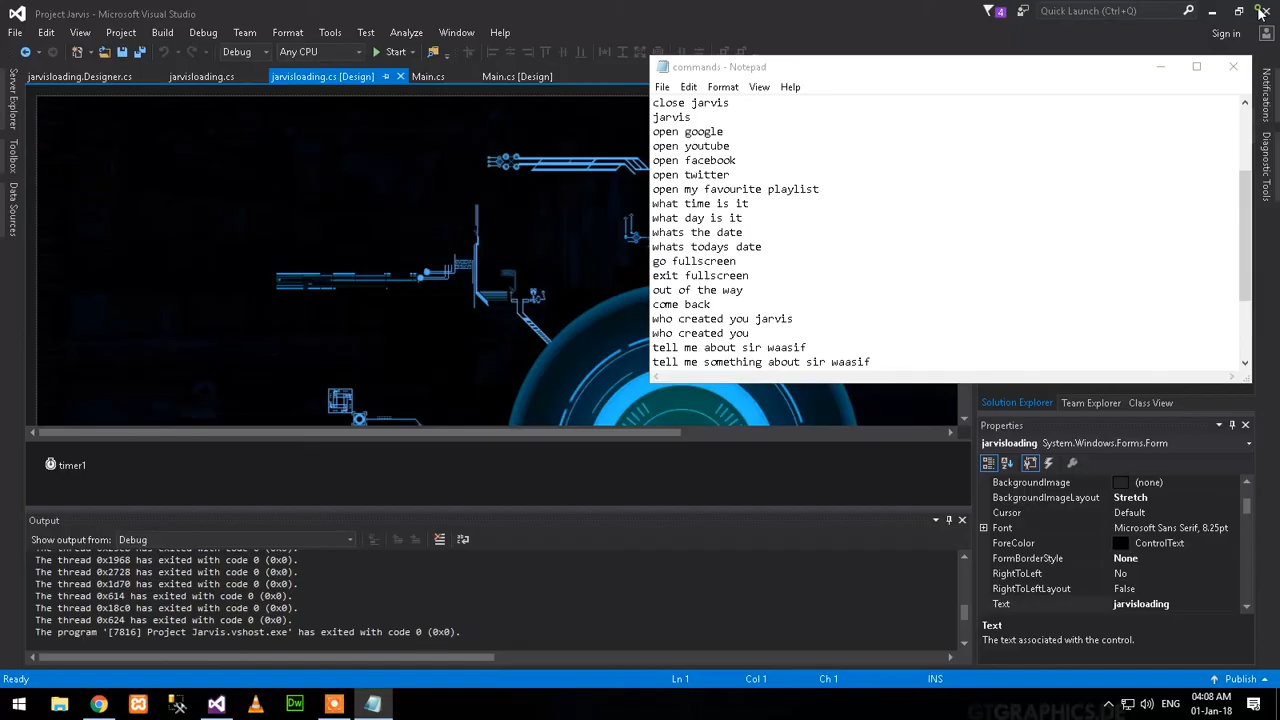 Project Jarvis - Microsoft Visual Studio
4
Quick Launch (Ctrl+Q)
File Edit View Project Build Debug Team Format Tools Test Analyze Window Help
Sign in
Debug Any CPU Start
jarvisloading.Designer.cs jarvisloading.cs jarvisloading.cs [Design] Main.cs Main.cs [Design]
Server Explorer
Toolbox
Data Sources
Notifications
Diagnostic Tools
commands - Notepad
File Edit Format View Help
close jarvis
jarvis
open google
open youtube
open facebook
open twitter
open my favourite playlist
what time is it
what day is it
whats the date
whats todays date
go fullscreen
exit fullscreen
out of the way
come back
who created you jarvis
who created you
tell me about sir waasif
tell me something about sir waasif
timer1
Solution Explorer Team Explorer Class View
Properties
jarvisloading System.Windows.Forms.Form
BackgroundImage (none)
BackgroundImageLayout Stretch
Cursor Default
Font Microsoft Sans Serif, 8.25pt
ForeColor ControlText
FormBorderStyle None
RightToLeft No
RightToLeftLayout False
Text jarvisloading
Text
The text associated with the control.
Output
Show output from: Debug
The thread 0x1968 has exited with code 0 (0x0).
The thread 0x2728 has exited with code 0 (0x0).
The thread 0x1d70 has exited with code 0 (0x0).
The thread 0x614 has exited with code 0 (0x0).
The thread 0x18c0 has exited with code 0 (0x0).
The thread 0x624 has exited with code 0 (0x0).
The program '[7816] Project Jarvis.vshost.exe' has exited with code 0 (0x0).
Ready Ln 1 Col 1 Ch 1 INS Publish
Dw
ENG
04:08 AM
01-Jan-18